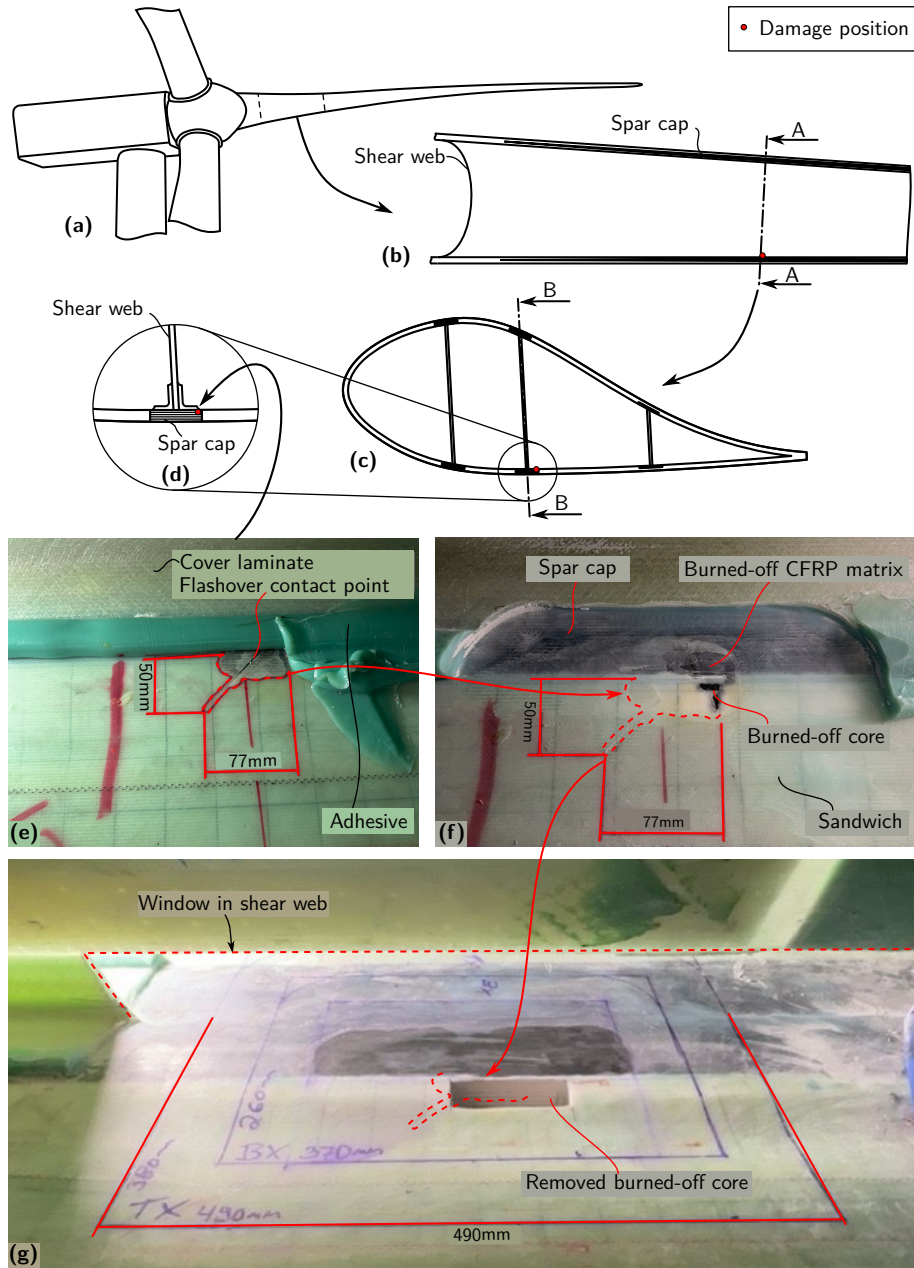 Damage position
(a)
Spar cap
A
Shear web
(b)
A
Shear web
B
Spar cap
(d)
(c)
B
Cover laminate
Flashover contact point
50mm
77mm
Adhesive
(e)
Spar cap
Burned-off CFRP matrix
50mm
Burned-off core
77mm
Sandwich
(f)
Window in shear web
260mm
BX, 370mm
380m
TX 490mm
Removed burned-off core
490mm
(g)